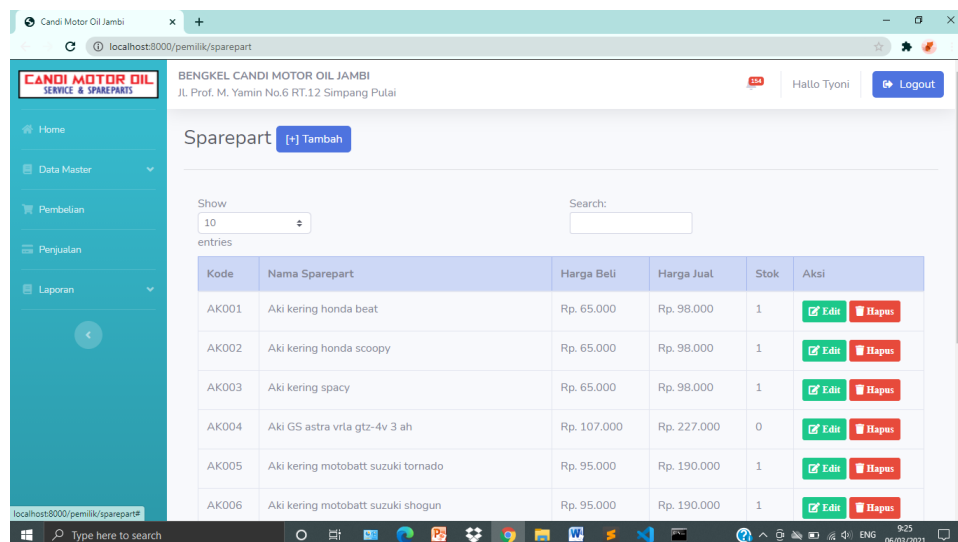 Candi Motor Oil Jambi
localhost:8000/pemilik/sparepart
CANDI MOTOR OIL
SERVICE & SPAREPARTS
BENGKEL CANDI MOTOR OIL JAMBI
Jl. Prof. M. Yamin No.6 RT.12 Simpang Pulai
154
Hallo Tyoni
Logout
Home
Data Master
Pembelian
Penjualan
Laporan
Sparepart [+] Tambah
Show
10
entries
Search:
Kode Nama Sparepart Harga Beli Harga Jual Stok Aksi
AK001 Aki kering honda beat Rp. 65.000 Rp. 98.000 1 Edit Hapus
AK002 Aki kering honda scoopy Rp. 65.000 Rp. 98.000 1 Edit Hapus
AK003 Aki kering spacy Rp. 65.000 Rp. 98.000 1 Edit Hapus
AK004 Aki GS astra vrla gtz-4v 3 ah Rp. 107.000 Rp. 227.000 0 Edit Hapus
AK005 Aki kering motobatt suzuki tornado Rp. 95.000 Rp. 190.000 1 Edit Hapus
AK006 Aki kering motobatt suzuki shogun Rp. 95.000 Rp. 190.000 1 Edit Hapus
localhost:8000/pemilik/sparepart#
Type here to search
ENG
9:25
06/03/2021